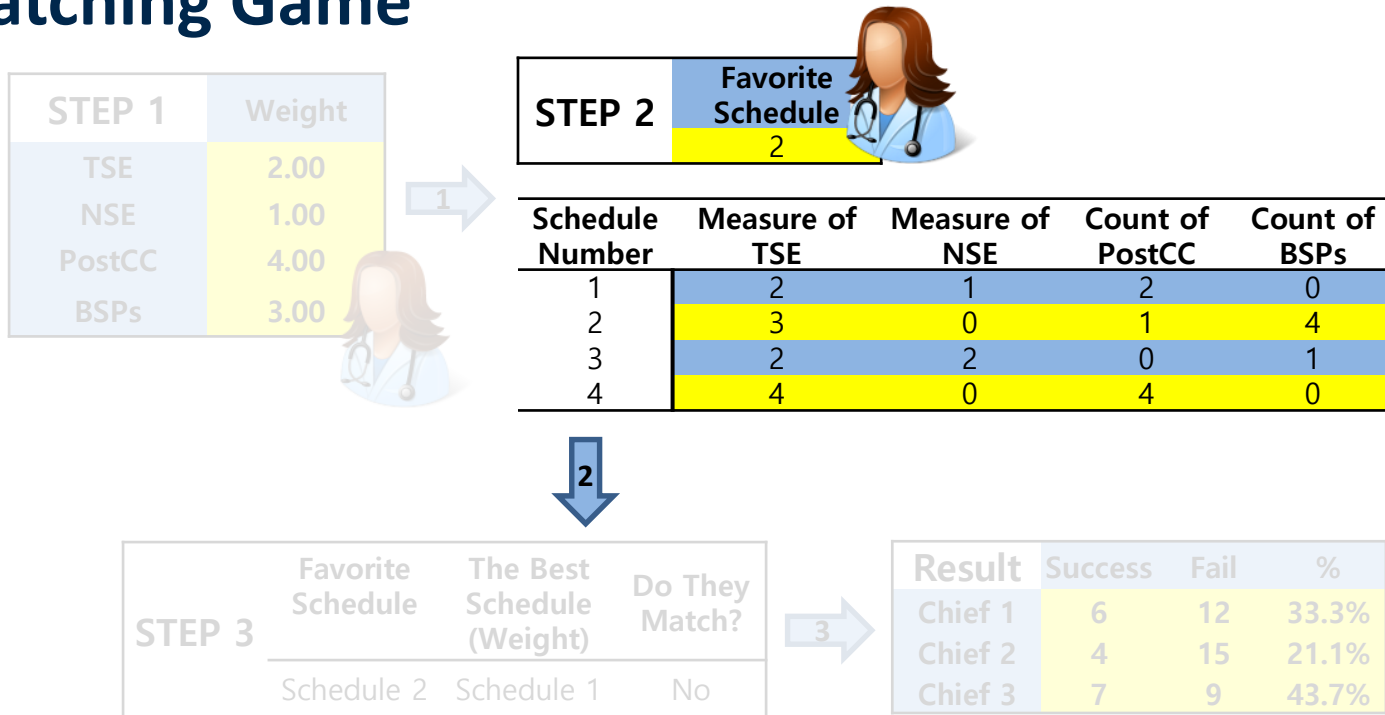 atching Game
STEP 1 Weight
TSE 2.00
NSE 1.00
PostCC 4.00
BSPs 3.00
1
STEP 2
Favorite
Schedule
2
Schedule Measure of Measure of Count of Count of
Number TSE NSE PostCC BSPs
1 2 1 2 0
2 3 0 1 4
3 2 2 0 1
4 4 0 4 0
2
STEP 3
Favorite The Best Do They
Schedule Schedule Match?
(Weight)
Schedule 2 Schedule 1 No
3
Result Success Fail %
Chief 1 6 12 33.3%
Chief 2 4 15 21.1%
Chief 3 7 9 43.7%